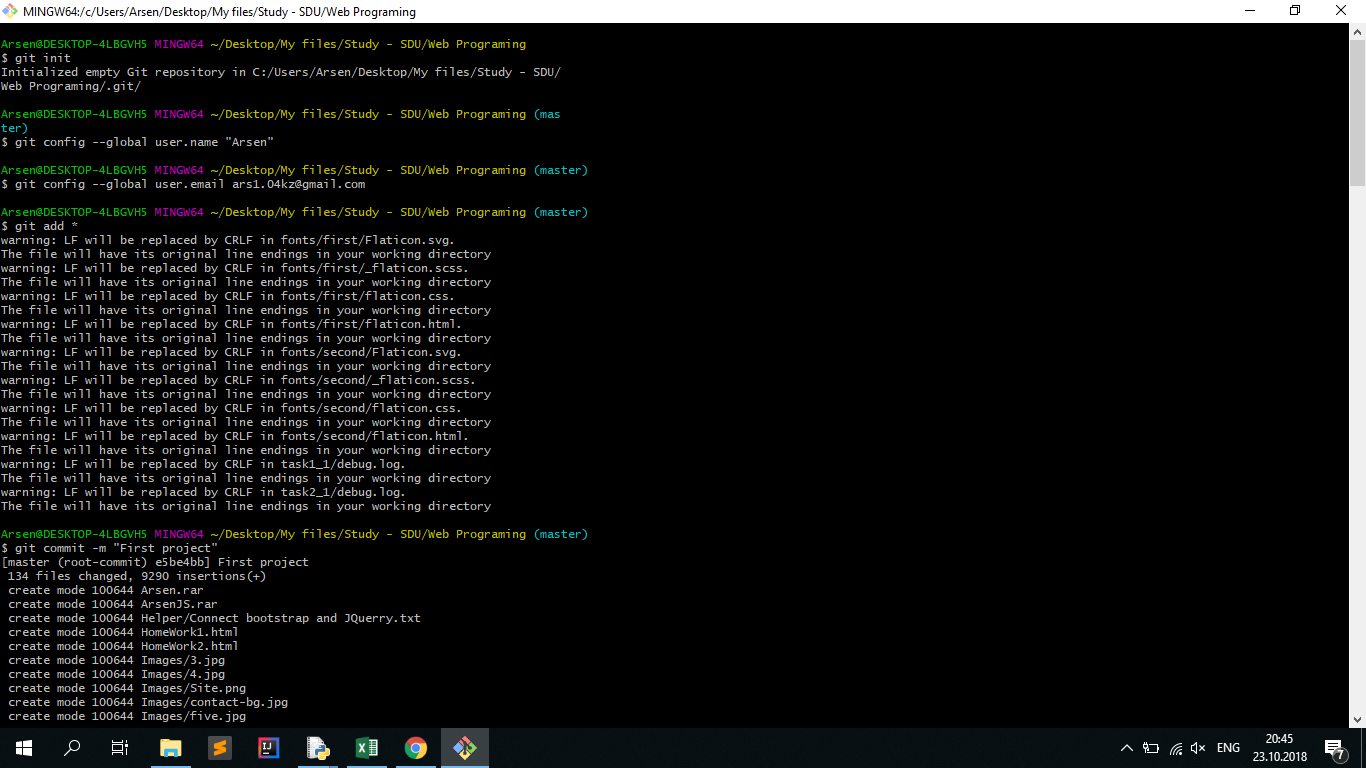 MINGW64:/c/Users/Arsen/Desktop/My files/Study - SDU/Web Programing
Arsen@DESKTOP-4LBGVH5 MINGW64 ~/Desktop/My files/Study - SDU/Web Programing
$ git init
Initialized empty Git repository in C:/Users/Arsen/Desktop/My files/Study - SDU/
Web Programing/.git/
Arsen@DESKTOP-4LBGVH5 MINGW64 ~/Desktop/My files/Study - SDU/Web Programing (mas
ter)
$ git config --global user.name "Arsen"
Arsen@DESKTOP-4LBGVH5 MINGW64 ~/Desktop/My files/Study - SDU/Web Programing (master)
$ git config --global user.email ars1.04kz@gmail.com
Arsen@DESKTOP-4LBGVH5 MINGW64 ~/Desktop/My files/Study - SDU/Web Programing (master)
$ git add *
warning: LF will be replaced by CRLF in fonts/first/Flaticon.svg.
The file will have its original line endings in your working directory
warning: LF will be replaced by CRLF in fonts/first/_flaticon.scss.
The file will have its original line endings in your working directory
warning: LF will be replaced by CRLF in fonts/first/flaticon.css.
The file will have its original line endings in your working directory
warning: LF will be replaced by CRLF in fonts/first/flaticon.html.
The file will have its original line endings in your working directory
warning: LF will be replaced by CRLF in fonts/second/Flaticon.svg.
The file will have its original line endings in your working directory
warning: LF will be replaced by CRLF in fonts/second/_flaticon.scss.
The file will have its original line endings in your working directory
warning: LF will be replaced by CRLF in fonts/second/flaticon.css.
The file will have its original line endings in your working directory
warning: LF will be replaced by CRLF in fonts/second/flaticon.html.
The file will have its original line endings in your working directory
warning: LF will be replaced by CRLF in task1_1/debug.log.
The file will have its original line endings in your working directory
warning: LF will be replaced by CRLF in task2_1/debug.log.
The file will have its original line endings in your working directory
Arsen@DESKTOP-4LBGVH5 MINGW64 ~/Desktop/My files/Study - SDU/Web Programing (master)
$ git commit -m "First project"
[master (root-commit) e5be4bb] First project
 134 files changed, 9290 insertions(+)
 create mode 100644 Arsen.rar
 create mode 100644 ArsenJS.rar
 create mode 100644 Helper/Connect bootstrap and JQuerry.txt
 create mode 100644 HomeWork1.html
 create mode 100644 HomeWork2.html
 create mode 100644 Images/3.jpg
 create mode 100644 Images/4.jpg
 create mode 100644 Images/Site.png
 create mode 100644 Images/contact-bg.jpg
 create mode 100644 Images/five.jpg
ENG
20:45
23.10.2018
7